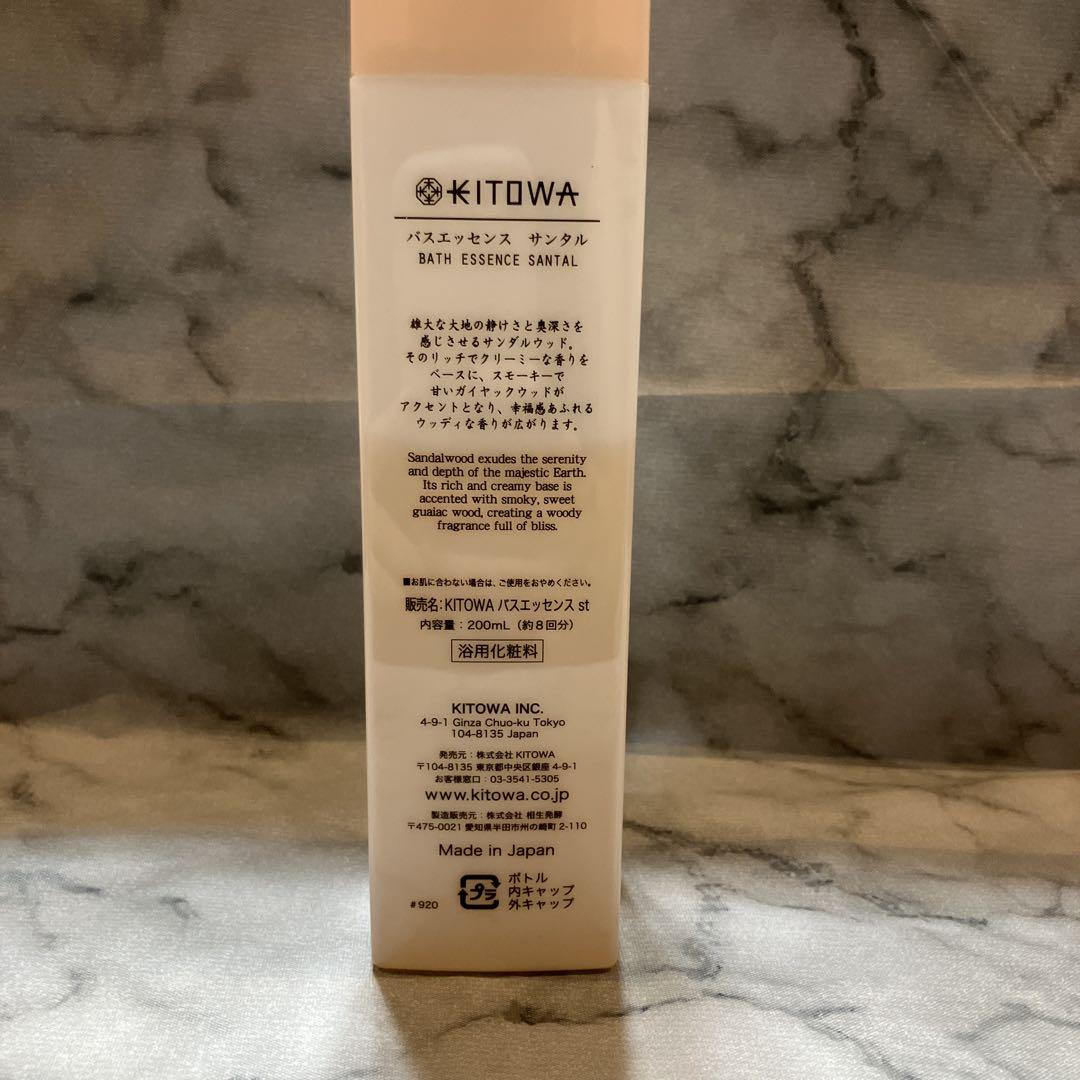 KITOWA
バスエッセンス サンタル
BATH ESSENCE SANTAL
雄大な大地の静けさと奥深さを
感じさせるサンダルウッド。
そのリッチでクリーミーな香りを
ベースに、スモーキーで
甘いガイヤックウッドが
アクセントとなり、幸福感あふれる
ウッディな香りが広がります。
Sandalwood exudes the serenity
and depth of the majestic Earth.
Its rich and creamy base is
accented with smoky, sweet
guaiac wood, creating a woody
fragrance full of bliss.
■お肌に合わない場合は、ご使用をおやめください。
販売名:KITOWA バスエッセンス st
内容量:200mL(約8回分)
浴用化粧料
KITOWA INC.
4-9-1 Ginza Chuo-ku Tokyo
104-8135 Japan
発売元:株式会社 KITOWA
〒104-8135 東京都中央区銀座 4-9-1
お客様窓口:03-3541-5305
www.kitowa.co.jp
製造販売元:株式会社 相生発酵
〒475-0021 愛知県半田市州の崎町 2-110
Made in Japan
#920
プラ
ボトル
内キャップ
外キャップ